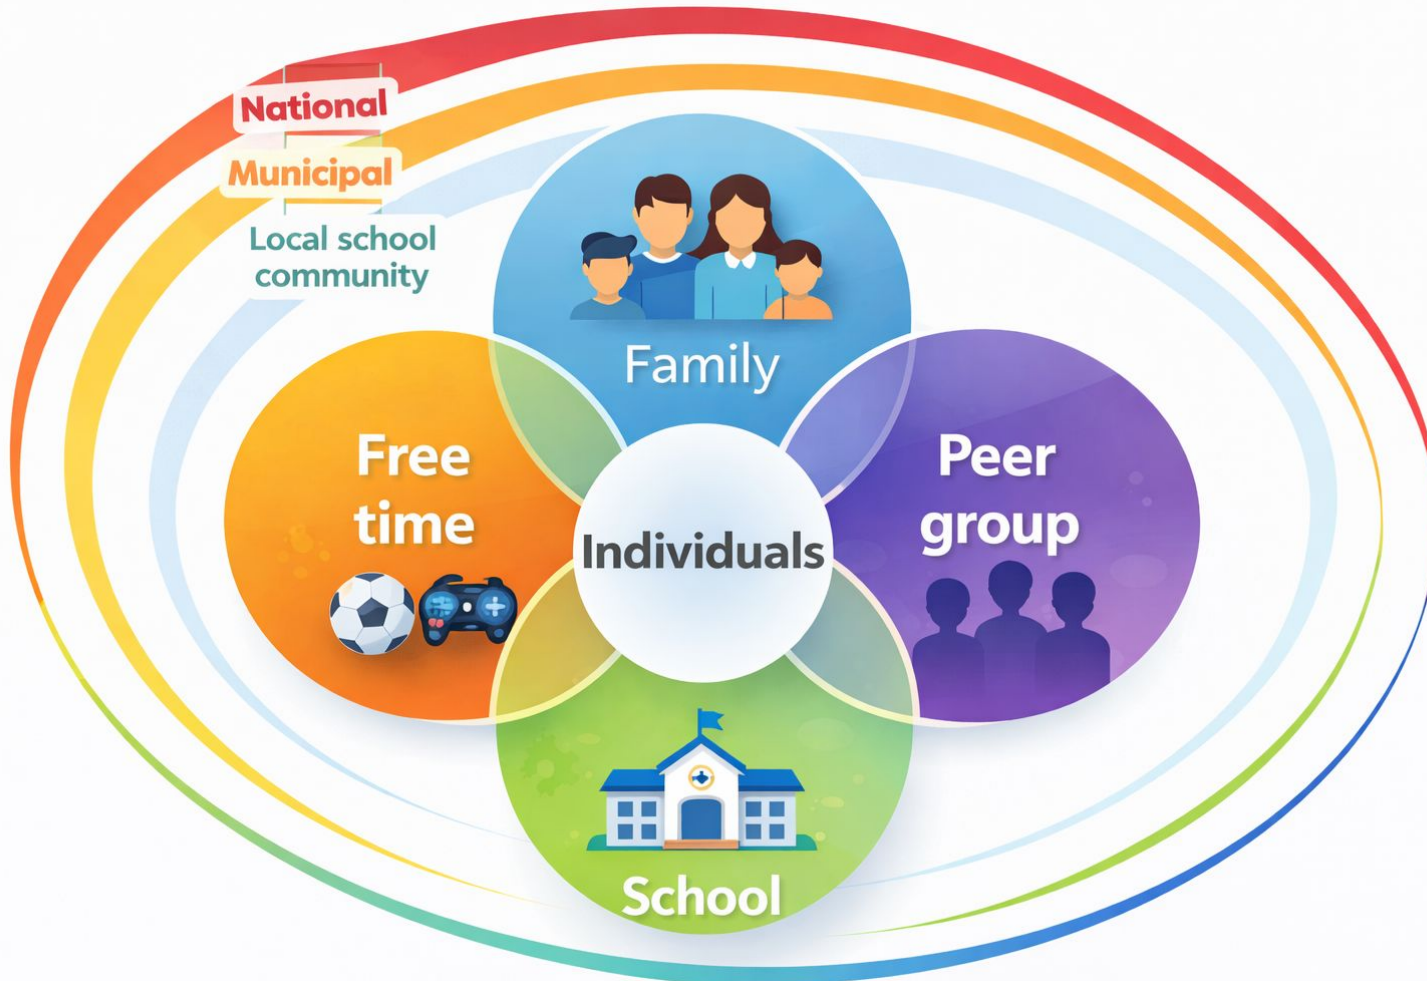 National
Municipal
Local school
community
Family
Free
time
Peer
group
Individuals
School